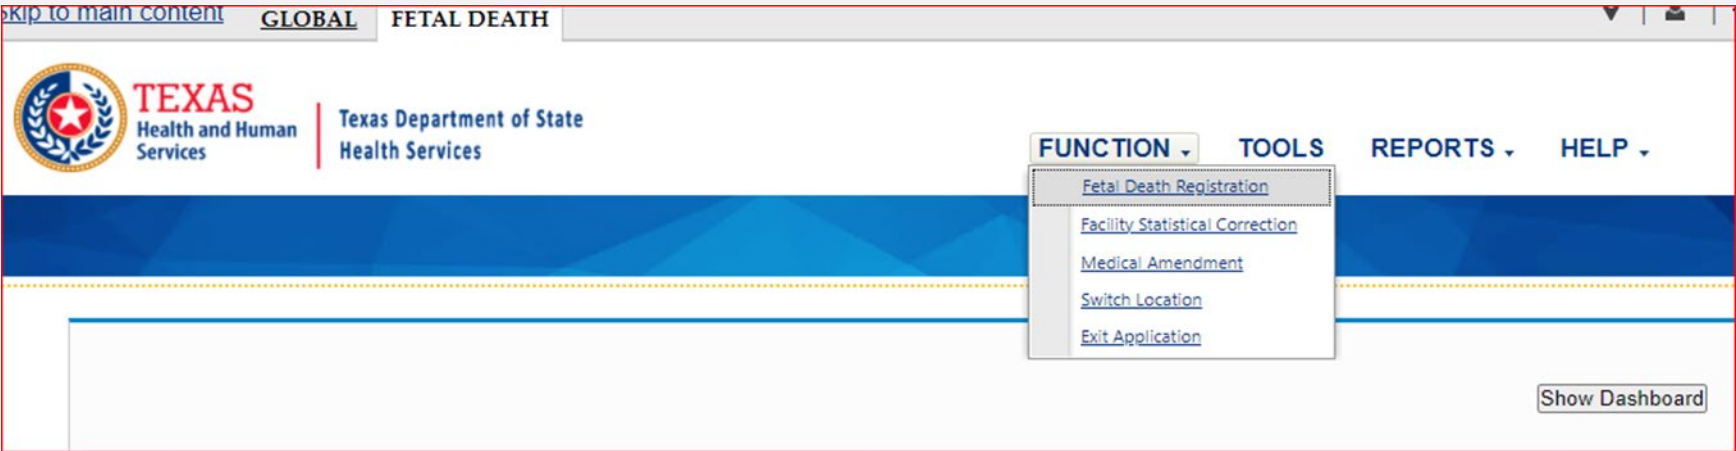 Skip to main content GLOBAL FETAL DEATH
TEXAS
Health and Human
Services
Texas Department of State
Health Services
FUNCTION TOOLS REPORTS HELP
Fetal Death Registration
Facility Statistical Correction
Medical Amendment
Switch Location
Exit Application
Show Dashboard